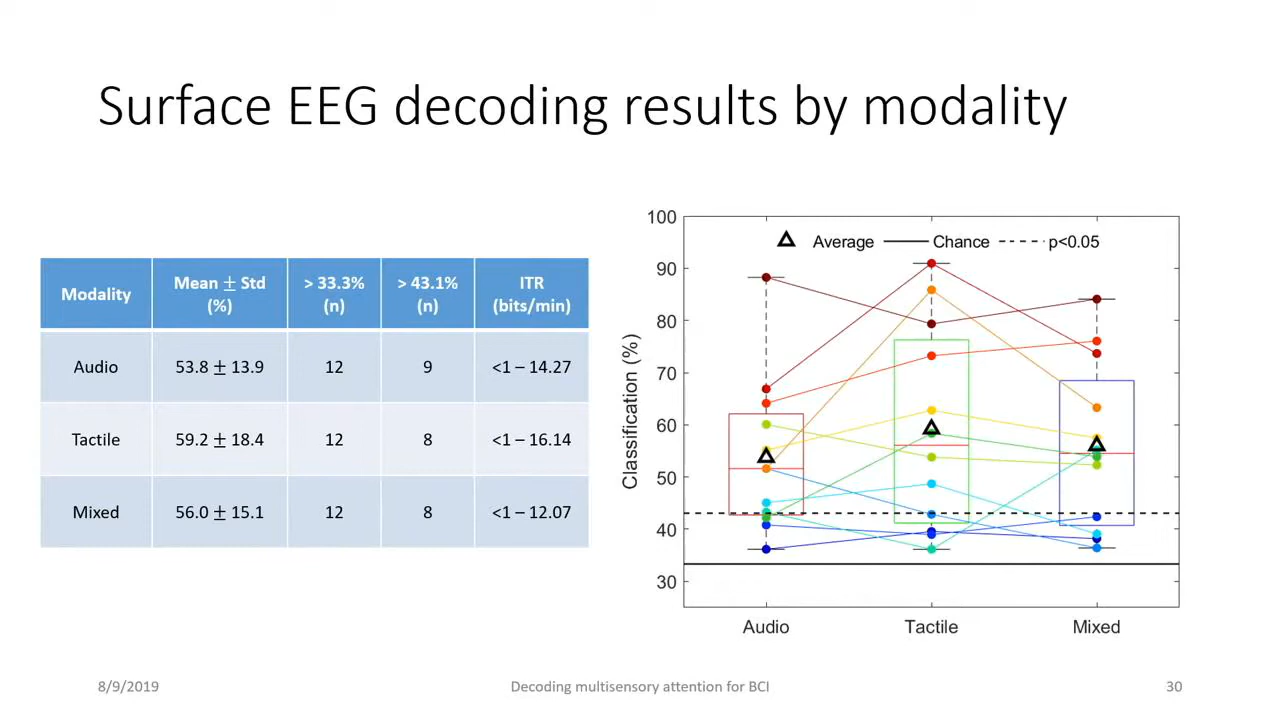 Surface EEG decoding results by modality
Modality
Mean ± Std
(%)
> 33.3%
(n)
> 43.1%
(n)
ITR
(bits/min)
Audio
53.8 ± 13.9
12
9
<1 – 14.27
Tactile
59.2 ± 18.4
12
8
<1 – 16.14
Mixed
56.0 ± 15.1
12
8
<1 – 12.07
Average
Chance
p<0.05
Classification (%)
100
90
80
70
60
50
40
30
Audio
Tactile
Mixed
8/9/2019
Decoding multisensory attention for BCI
30